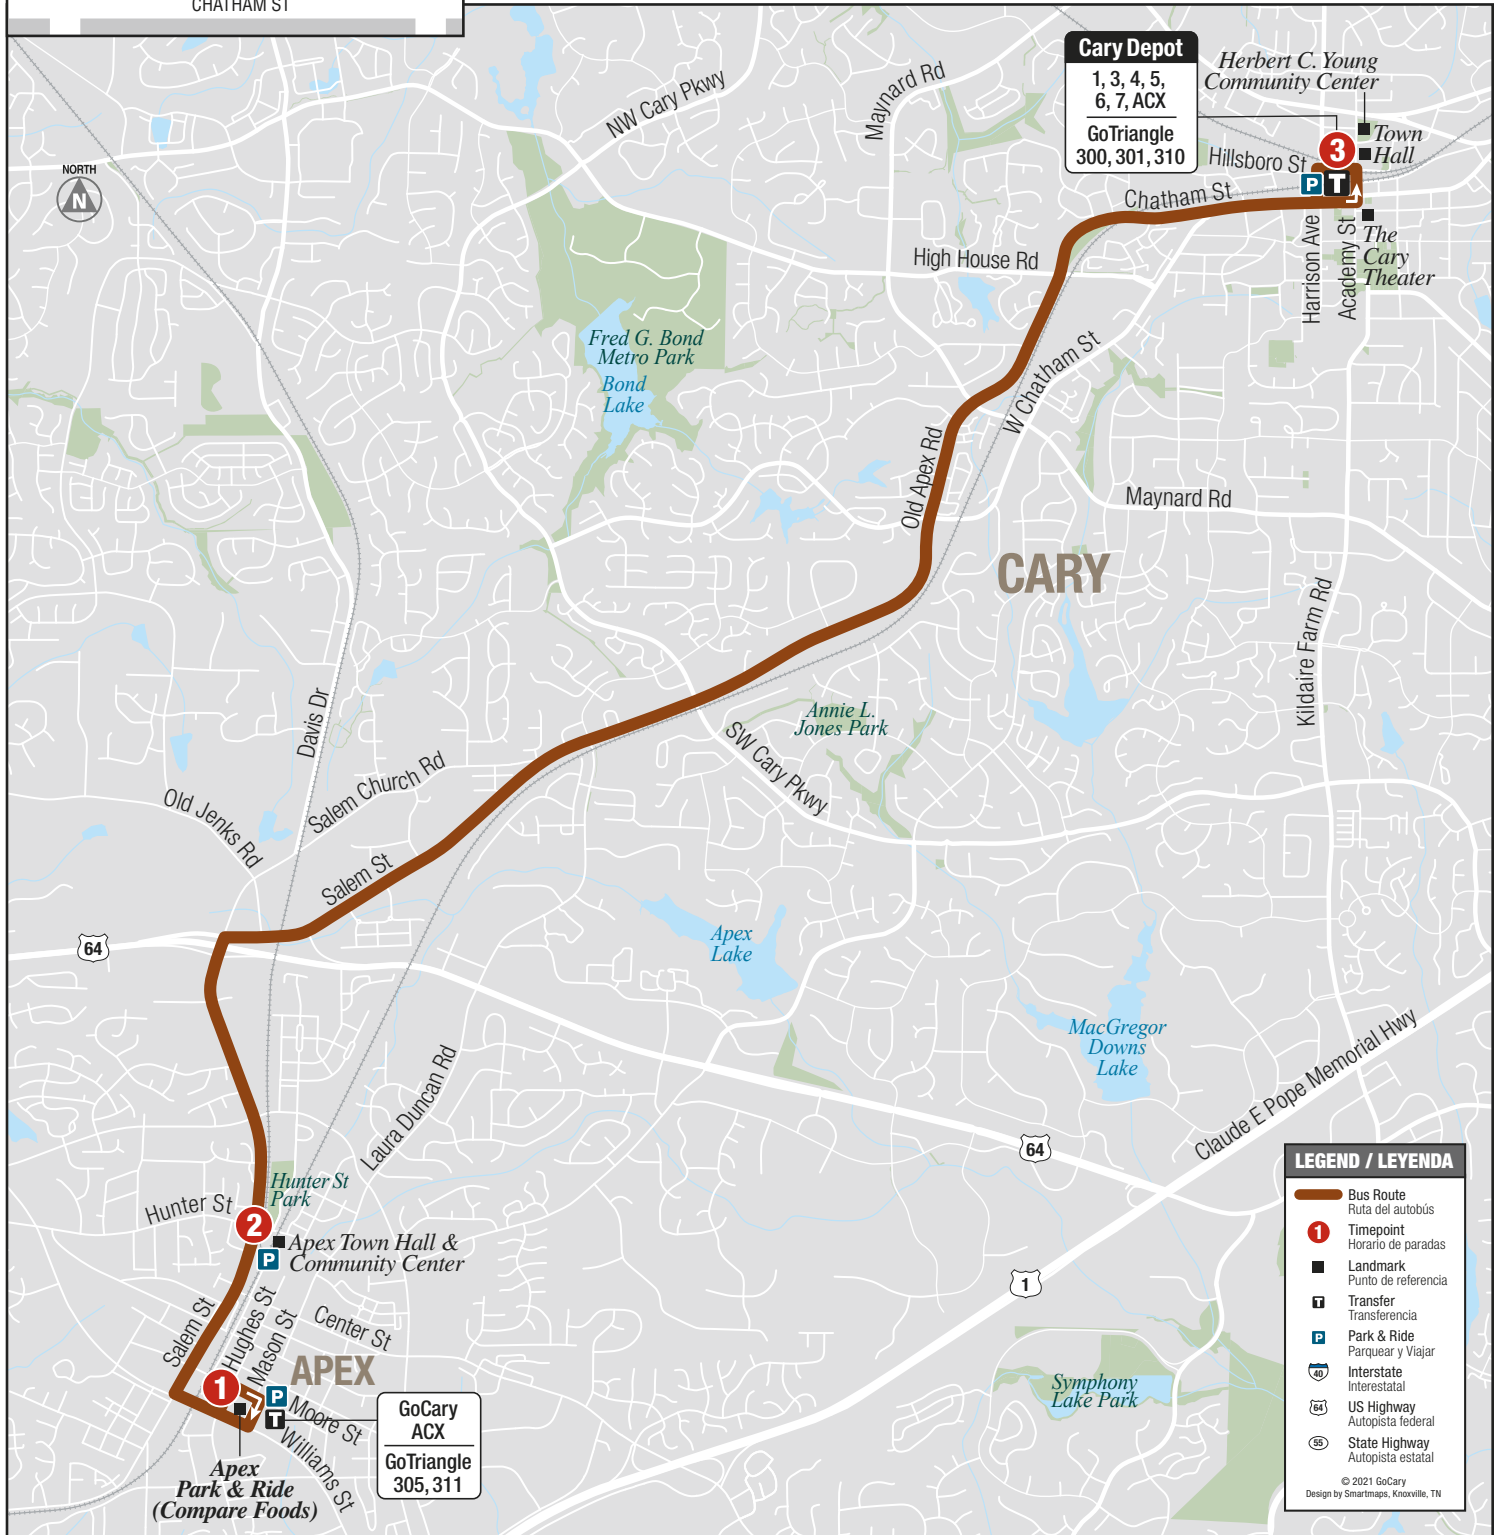 CHATHAM ST
Cary Depot
1, 3, 4, 5,
6, 7, ACX
GoTriangle
300, 301, 310
Herbert C. Young
Community Center
Town
Hall
3
Hillsboro St
P
T
Chatham St
The
Cary
Theater
Harrison Ave
Academy St
NW Cary Pkwy
Maynard Rd
NORTH
N
High House Rd
Fred G. Bond
Metro Park
Bond
Lake
W Chatham St
Old Apex Rd
Maynard Rd
CARY
Kildaire Farm Rd
Davis Dr
Annie L.
Jones Park
SW Cary Pkwy
Salem Church Rd
Old Jenks Rd
Salem St
64
Apex
Lake
MacGregor
Downs
Lake
Claude E Pope Memorial Hwy
Laura Duncan Rd
64
Hunter St
Park
Hunter St
2
P
Apex Town Hall &
Community Center
1
Salem St
Hughes St
Mason St
Center St
APEX
1
P
T
Moore St
Williams St
GoCary
ACX
GoTriangle
305, 311
Apex
Park & Ride
(Compare Foods)
Symphony
Lake Park
LEGEND / LEYENDA
Bus Route
Ruta del autobús
1
Timepoint
Horario de paradas
Landmark
Punto de referencia
T
Transfer
Transferencia
P
Park & Ride
Parquear y Viajar
40
Interstate
Interestatal
64
US Highway
Autopista federal
55
State Highway
Autopista estatal
© 2021 GoCary
Design by Smartmaps, Knoxville, TN